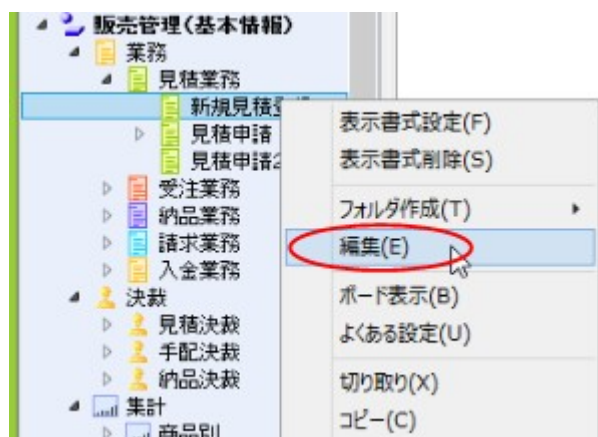 販売管理(基本情報)
業務
見積業務
新規見積登録
見積申請
見積申請2
受注業務
納品業務
請求業務
入金業務
決裁
見積決裁
手配決裁
納品決裁
集計
商品別
表示書式設定(F)
表示書式削除(S)
フォルダ作成(T)
編集(E)
ボード表示(B)
よくある設定(U)
切り取り(X)
コピー(C)